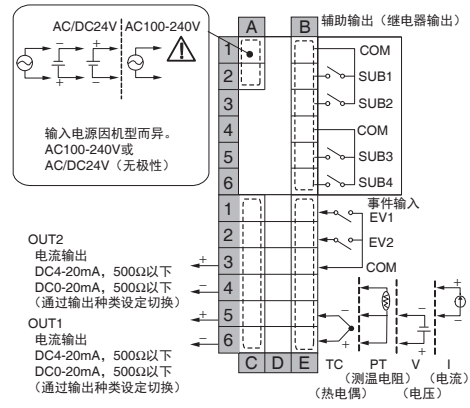 AC/DC24V AC100-240V
输入电源因机型而异。
AC100-240V或
AC/DC24V（无极性）
A B
1
2
3
4
5
6
1
2
3
4
5
6
C D E
辅助输出（继电器输出）
COM
SUB1
SUB2
COM
SUB3
SUB4
事件输入
EV1
EV2
COM
OUT2
电流输出
DC4-20mA，500Ω以下
DC0-20mA，500Ω以下
（通过输出种类设定切换）
OUT1
电流输出
DC4-20mA，500Ω以下
DC0-20mA，500Ω以下
（通过输出种类设定切换）
TC PT V I
（测温电阻） （电流）
（热电偶） （电压）